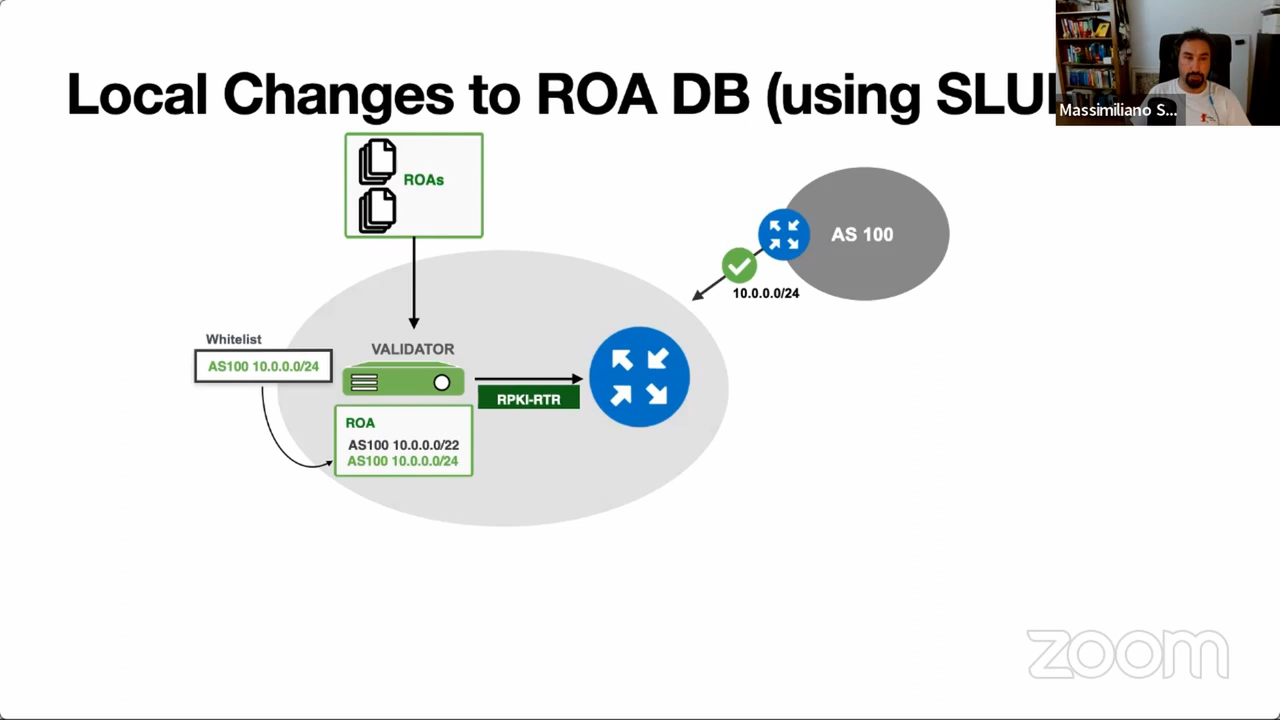 Local Changes to ROA DB (using SLU
Massimiliano S...
ROAs
AS 100
10.0.0.0/24
Whitelist
AS100 10.0.0.0/24
VALIDATOR
RPKI-RTR
ROA
AS100 10.0.0.0/22
AS100 10.0.0.0/24
zoom